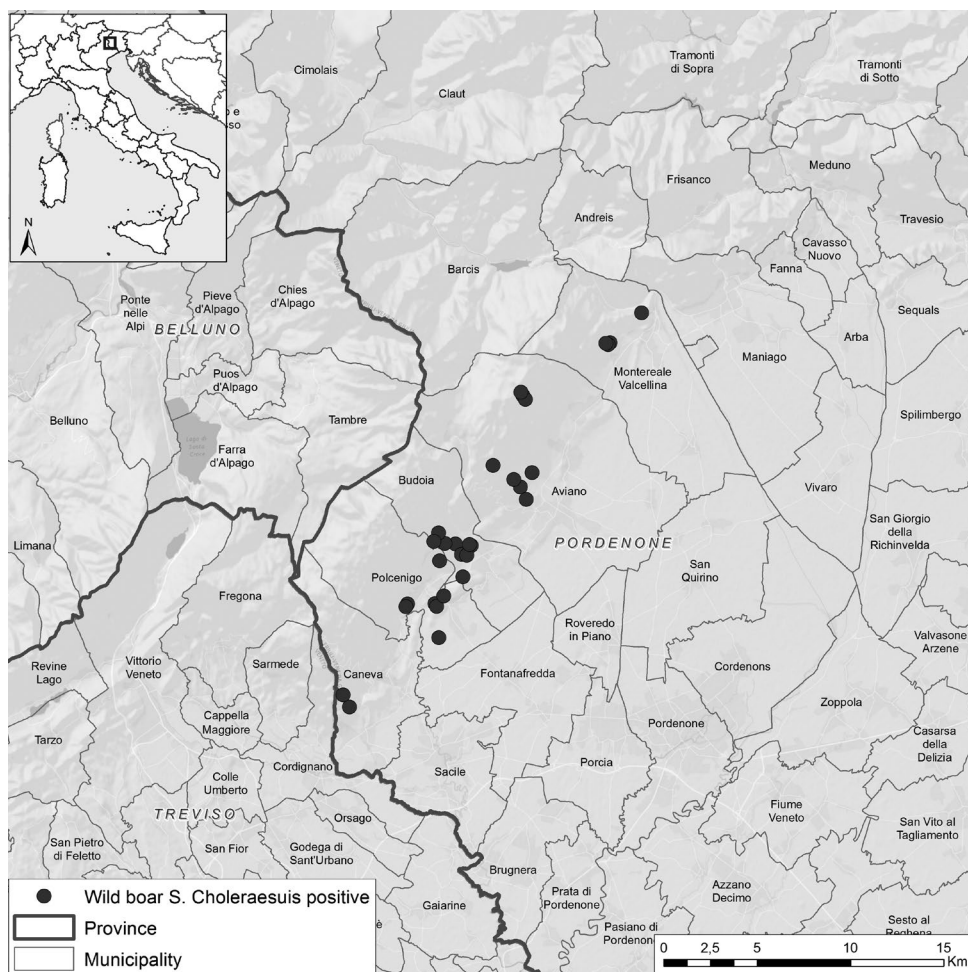 N
Cimolais
Claut
Tramonti
di Sopra
Tramonti
di Sotto
e
sso
Frisanco
Meduno
Andreis
Travesio
Cavasso
Nuovo
Barcis
Fanna
Ponte
nelle
Alpi
Pieve
d'Alpago
Chies
d'Alpago
Sequals
BELLUNO
Arba
Maniago
Montereale
Valcellina
Puos
d'Alpago
Belluno
Tambre
Spilimbergo
Farra
d'Alpago
Budoia
Aviano
Vivaro
San Giorgio
della
Richinvelda
Limana
PORDENONE
San
Quirino
Polcenigo
Fregona
Roveredo
in Piano
Valvasone
Arzene
Revine
Lago
Vittorio
Veneto
Sarmede
Caneva
Fontanafredda
Cordenons
Zoppola
Cappella
Maggiore
Pordenone
Tarzo
Casarsa
della
Delizia
Cordignano
Sacile
Porcia
Colle
Umberto
Fiume
Veneto
TREVISO
Orsago
San Vito al
Tagliamento
San Pietro
di Feletto
San Fior
Godega di
Sant'Urbano
Brugnera
Prata di
Pordenone
Azzano
Decimo
Gaiarine
è
Pasiano di
Pordenone
Sesto al
Reghena
Wild boar S. Choleraesuis positive
Province
Municipality
0 2,5 5 10 15
Km